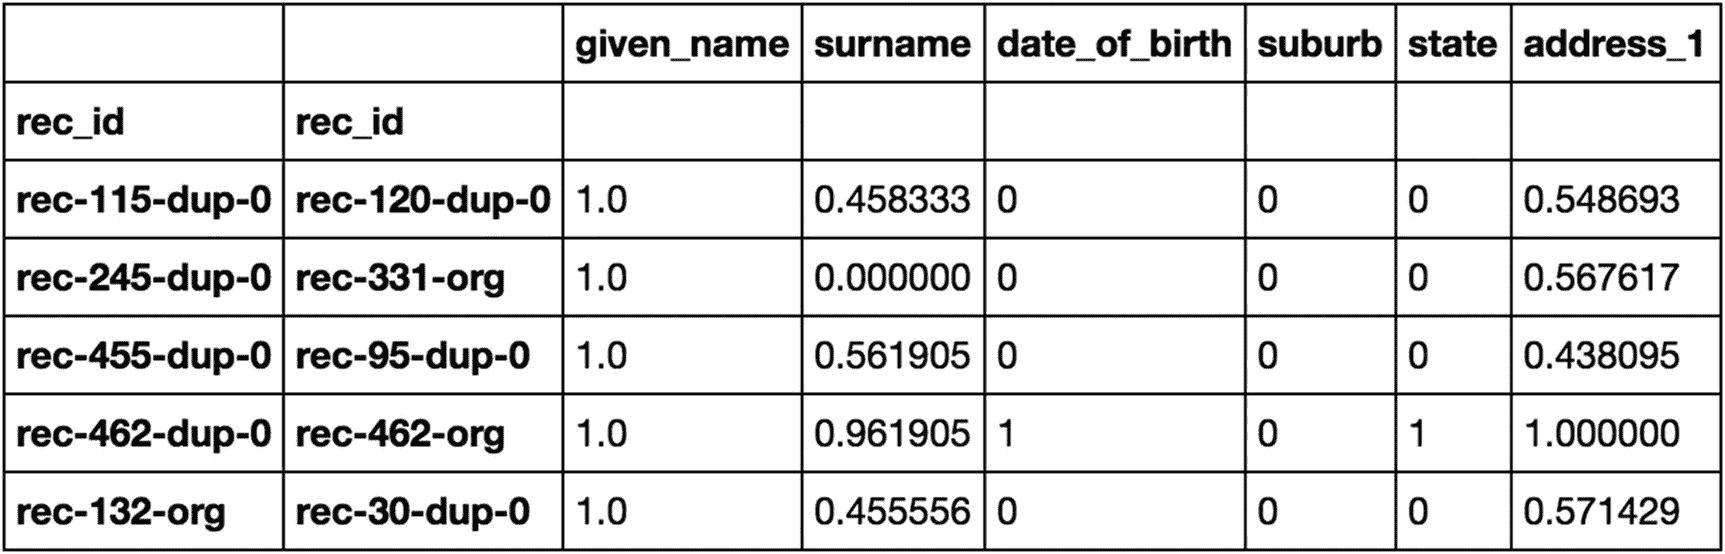 given_name surname date_of_birth suburb state address_1
rec_id rec_id
rec-115-dup-0 rec-120-dup-0 1.0 0.458333 0 0 0 0.548693
rec-245-dup-0 rec-331-org 1.0 0.000000 0 0 0 0.567617
rec-455-dup-0 rec-95-dup-0 1.0 0.561905 0 0 0 0.438095
rec-462-dup-0 rec-462-org 1.0 0.961905 1 0 1 1.000000
rec-132-org rec-30-dup-0 1.0 0.455556 0 0 0 0.571429